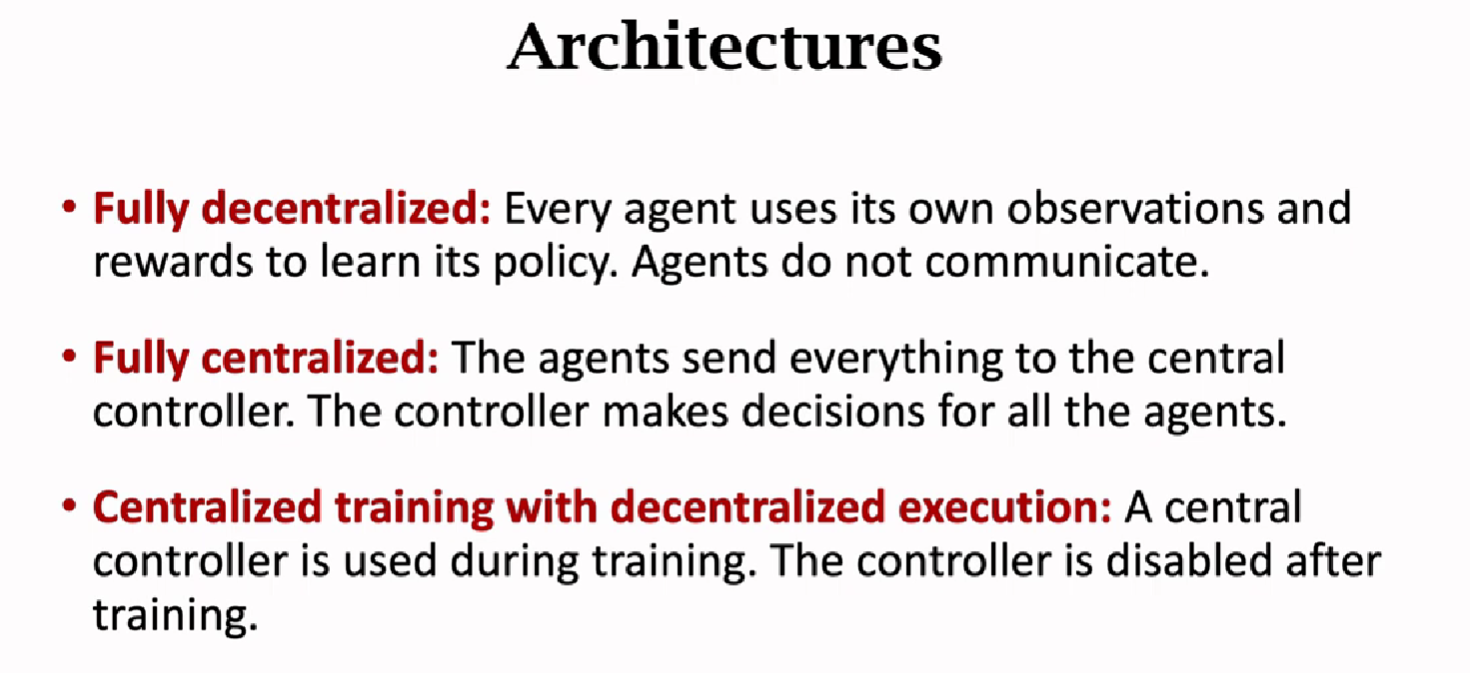 Architectures
• Fully decentralized: Every agent uses its own observations and
rewards to learn its policy. Agents do not communicate.
• Fully centralized: The agents send everything to the central
controller. The controller makes decisions for all the agents.
• Centralized training with decentralized execution: A central
controller is used during training. The controller is disabled after
training.